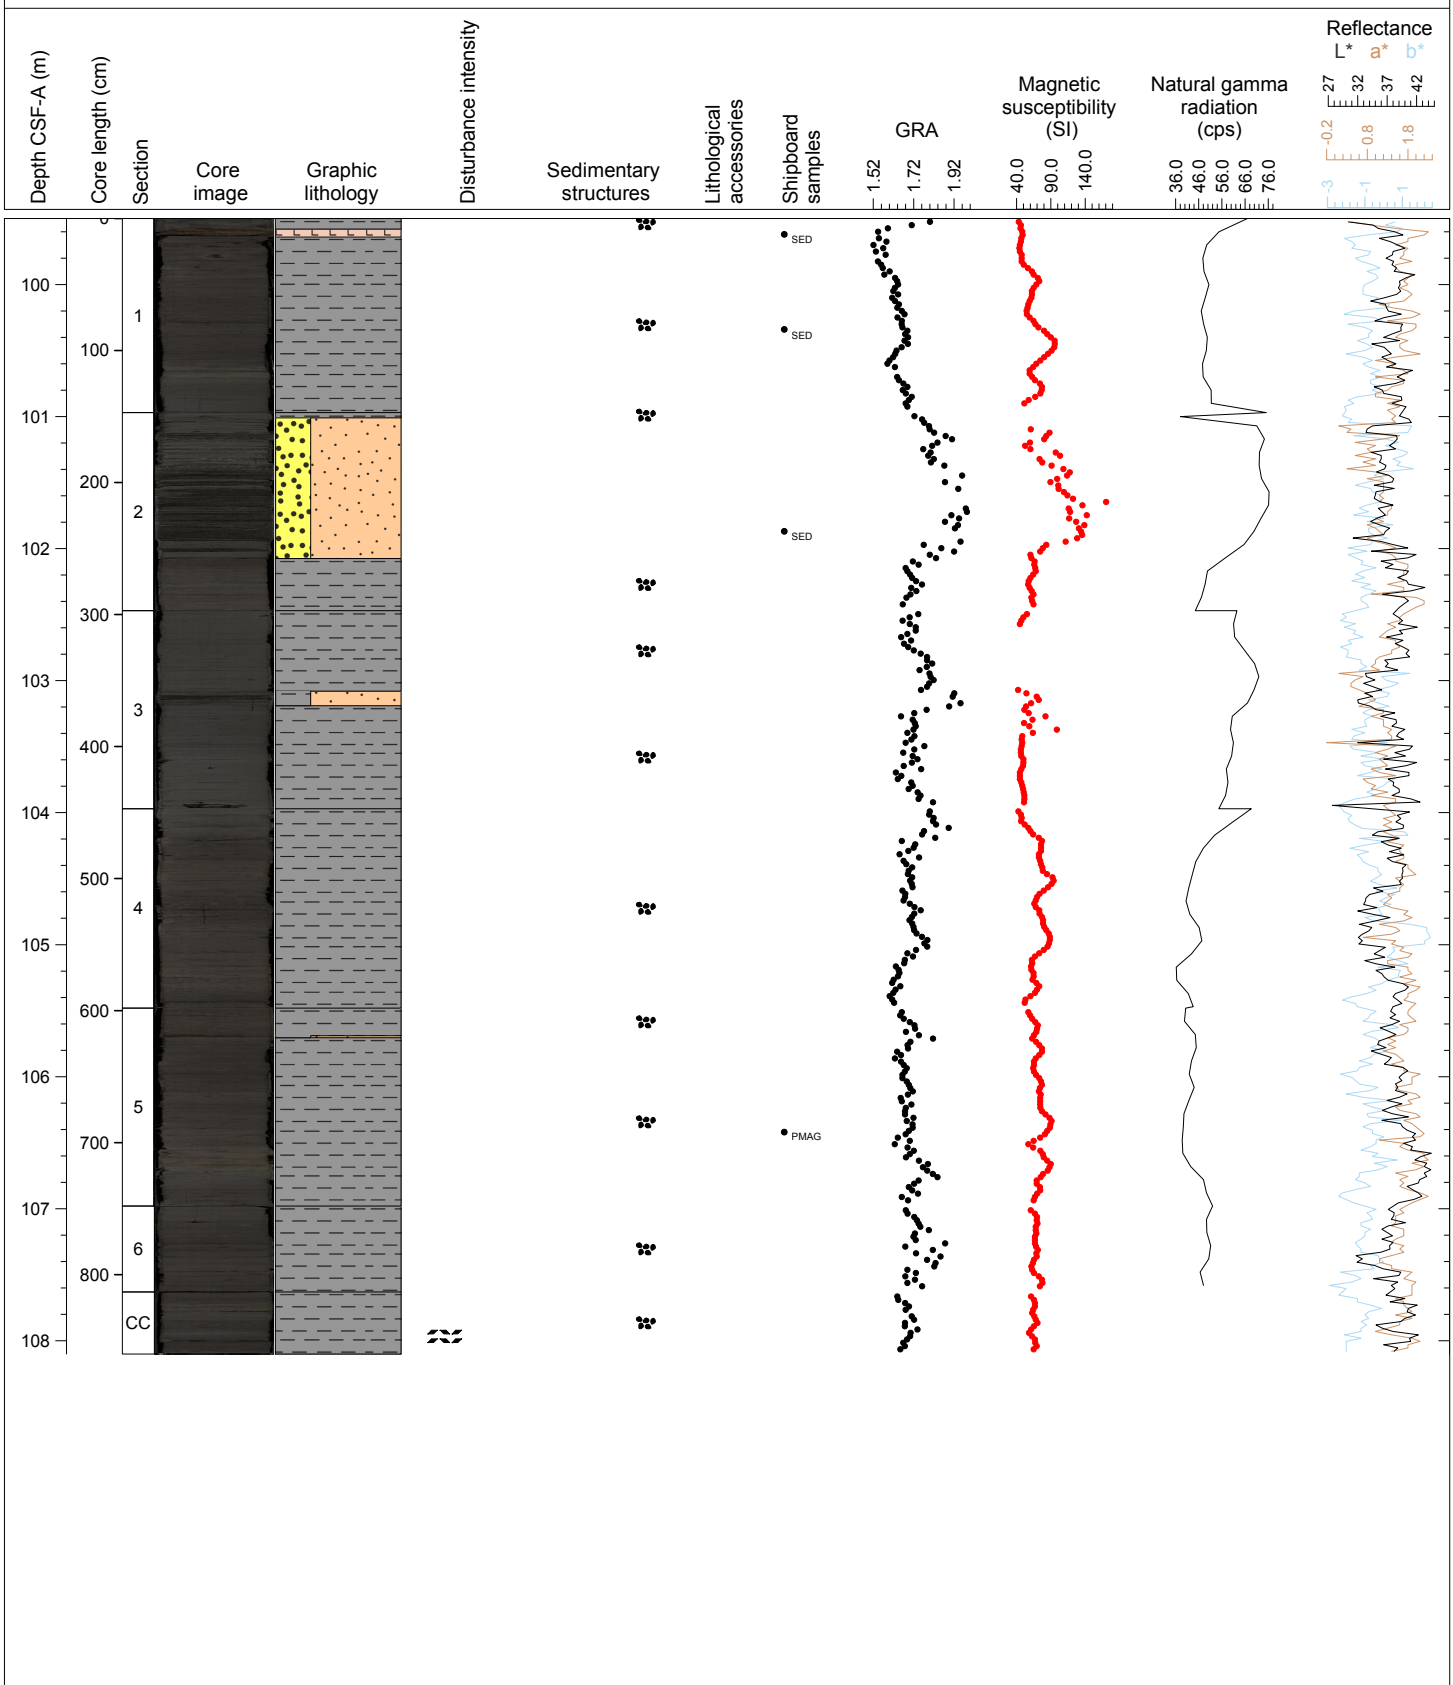 Depth CSF-A (m)
Core length (cm)
Section
Core
image
Graphic
lithology
Disturbance intensity
Sedimentary
structures
Lithological
accessories
Shipboard
samples
GRA
1.52 1.72 1.92
Magnetic
susceptibility
(SI)
40.0 90.0 140.0
Natural gamma
radiation
(cps)
36.0 46.0 56.0 66.0 76.0
Reflectance
L* a* b*
27 32 37 42
-0.2 0.8 1.8
-3 -1 1
0
SED
100
1
SED
100
101
200
2
SED
102
300
103
3
400
104
500
4
105
600
106
5
700
PMAG
107
6
800
CC
108